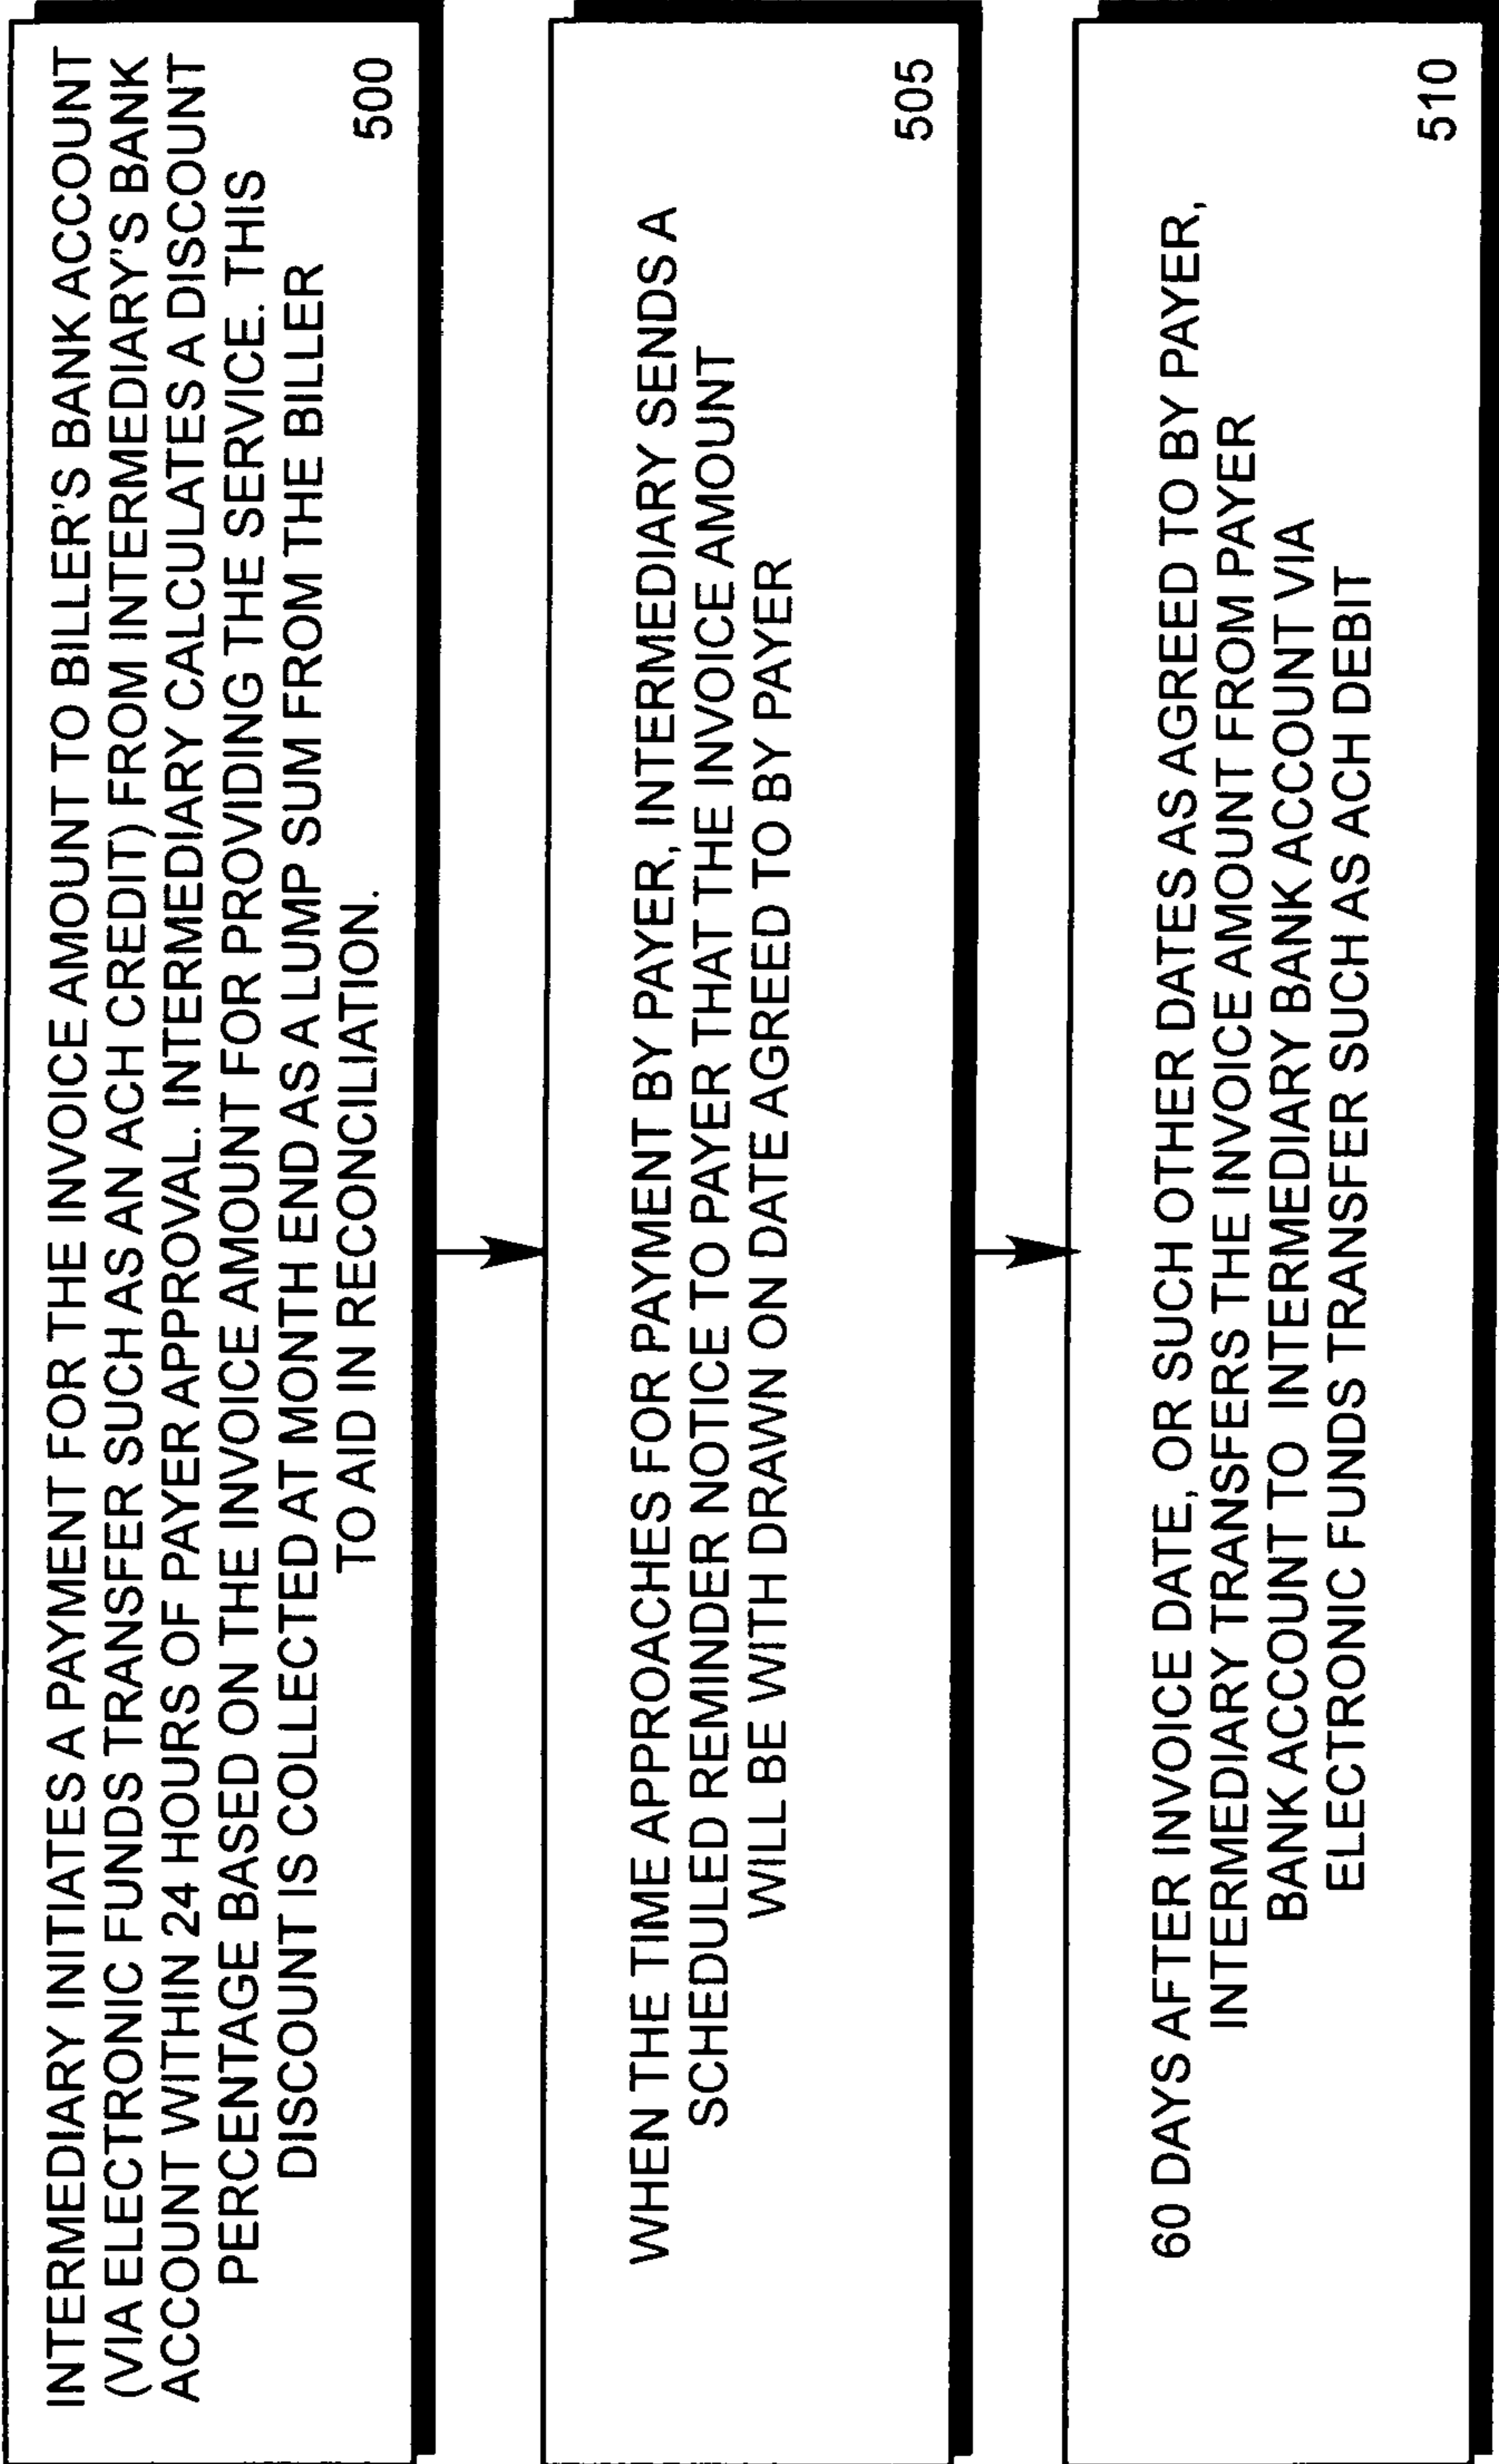 INTERMEDIARY INITIATES A PAYMENT FOR THE INVOICE AMOUNT TO BILLER'S BANK ACCOUNT
(VIA ELECTRONIC FUNDS TRANSFER SUCH AS AN ACH CREDIT) FROM INTERMEDIARY'S BANK
ACCOUNT WITHIN 24 HOURS OF PAYER APPROVAL. INTERMEDIARY CALCULATES A DISCOUNT
PERCENTAGE BASED ON THE INVOICE AMOUNT FOR PROVIDING THE SERVICE. THIS
DISCOUNT IS COLLECTED AT MONTH END AS A LUMP SUM FROM THE BILLER
TO AID IN RECONCILIATION.
500
WHEN THE TIME APPROACHES FOR PAYMENT BY PAYER, INTERMEDIARY SENDS A
SCHEDULED REMINDER NOTICE TO PAYER THAT THE INVOICE AMOUNT
WILL BE WITH DRAWN ON DATE AGREED TO BY PAYER
505
60 DAYS AFTER INVOICE DATE, OR SUCH OTHER DATES AS AGREED TO BY PAYER,
INTERMEDIARY TRANSFERS THE INVOICE AMOUNT FROM PAYER
BANK ACCOUNT TO INTERMEDIARY BANK ACCOUNT VIA
ELECTRONIC FUNDS TRANSFER SUCH AS ACH DEBIT
510